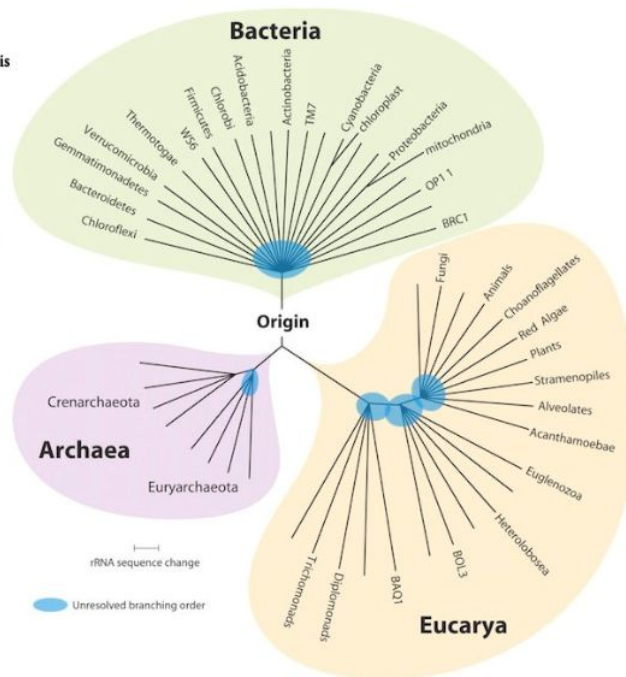 is
Bacteria
Chloroflexi
Bacteroidetes
Gemmatimonadetes
Verrucomicrobia
Thermotogae
WS6
Firmicutes
Chlorobi
Acidobacteria
Actinobacteria
TM7
Cyanobacteria
chloroplast
Proteobacteria
mitochondria
OP1 1
BRC1
Origin
Crenarchaeota
Archaea
Euryarchaeota
Fungi
Animals
Choanoflagellates
Red Algae
Plants
Stramenopiles
Alveolates
Acanthamoebae
Euglenozoa
Heterolobosea
BOL3
BAQ1
Diplomonads
Trichomonads
Eucarya
rRNA sequence change
Unresolved branching order